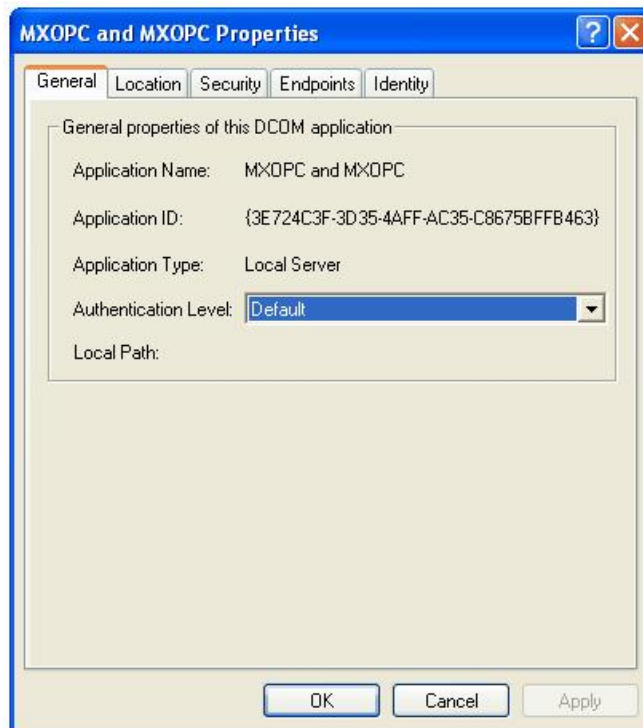 MXOPC and MXOPC Properties
General Location Security Endpoints Identity
General properties of this DCOM application
Application Name: MXOPC and MXOPC
Application ID: {3E724C3F-3D35-4AFF-AC35-C8675BFFB463}
Application Type: Local Server
Authentication Level: Default
Local Path:
OK Cancel Apply